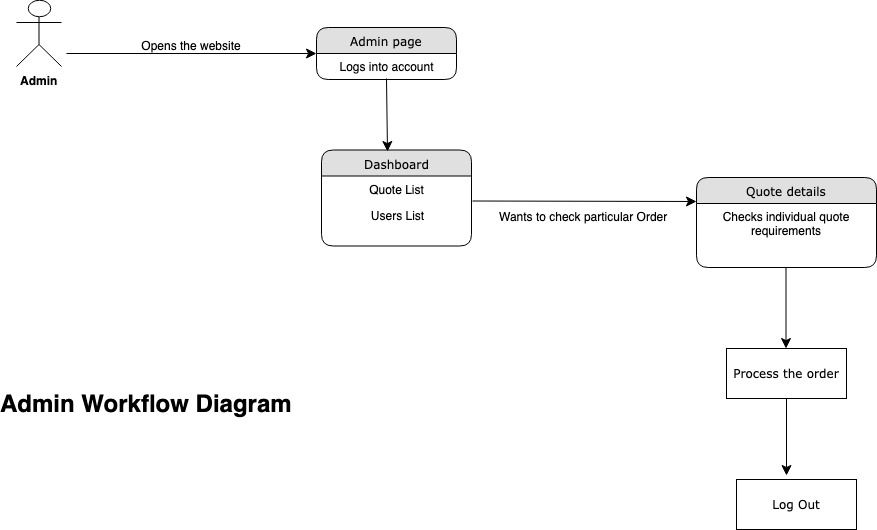 Opens the website
Admin page
Logs into account
Admin
Dashboard
Quote List
Users List
Wants to check particular Order
Quote details
Checks individual quote
requirements
Process the order
Admin Workflow Diagram
Log Out